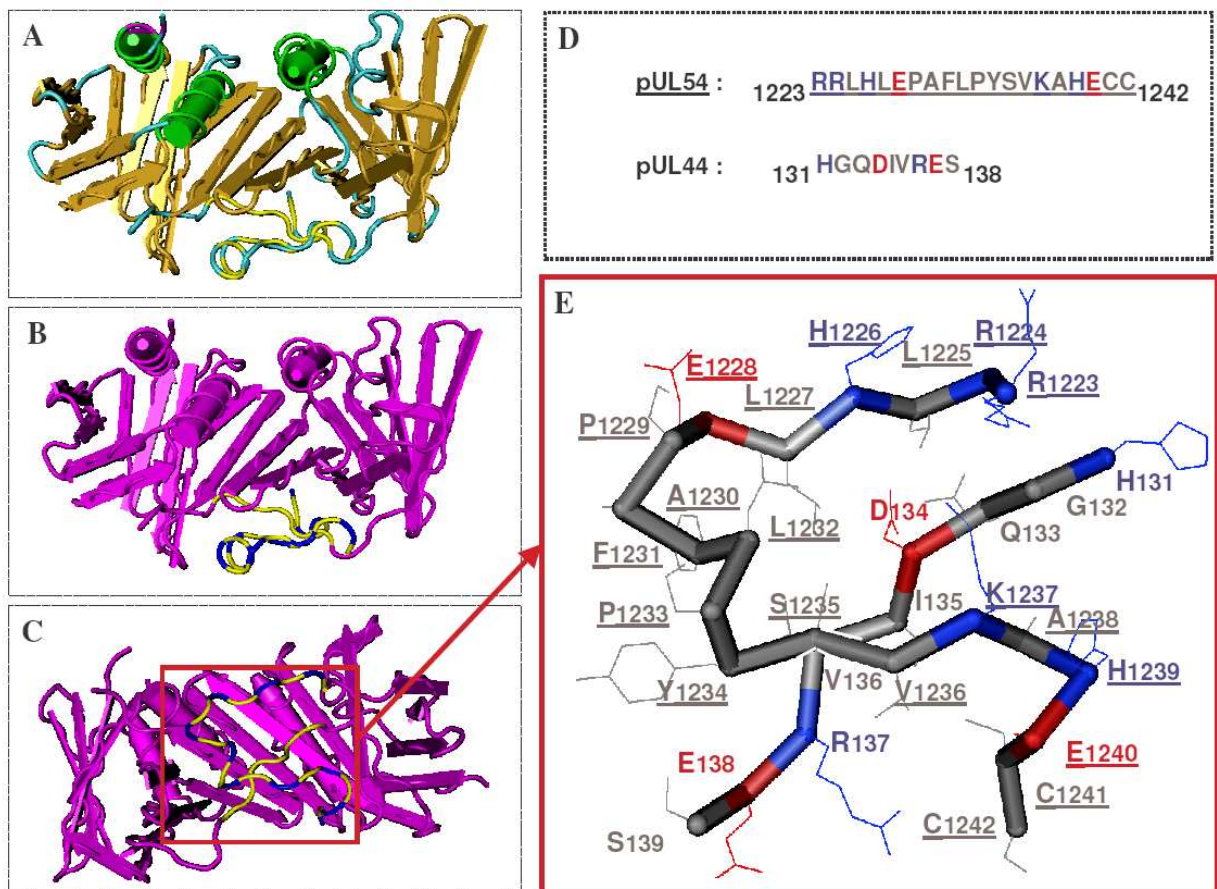 A
B
C
D
pUL54 : 1223 RRLHLEPAFLPYSVKAHECC 1242
pUL44 : 131 HGQDIVRES 138
E
H1226
R1224
L1225
E1228
R1223
L1227
P1229
H131
A1230
G132
D134
L1232
Q133
F1231
K1237
I135
S1235
A1238
P1233
H1239
V136
Y1234
V1236
R137
E138
E1240
C1241
C1242
S139